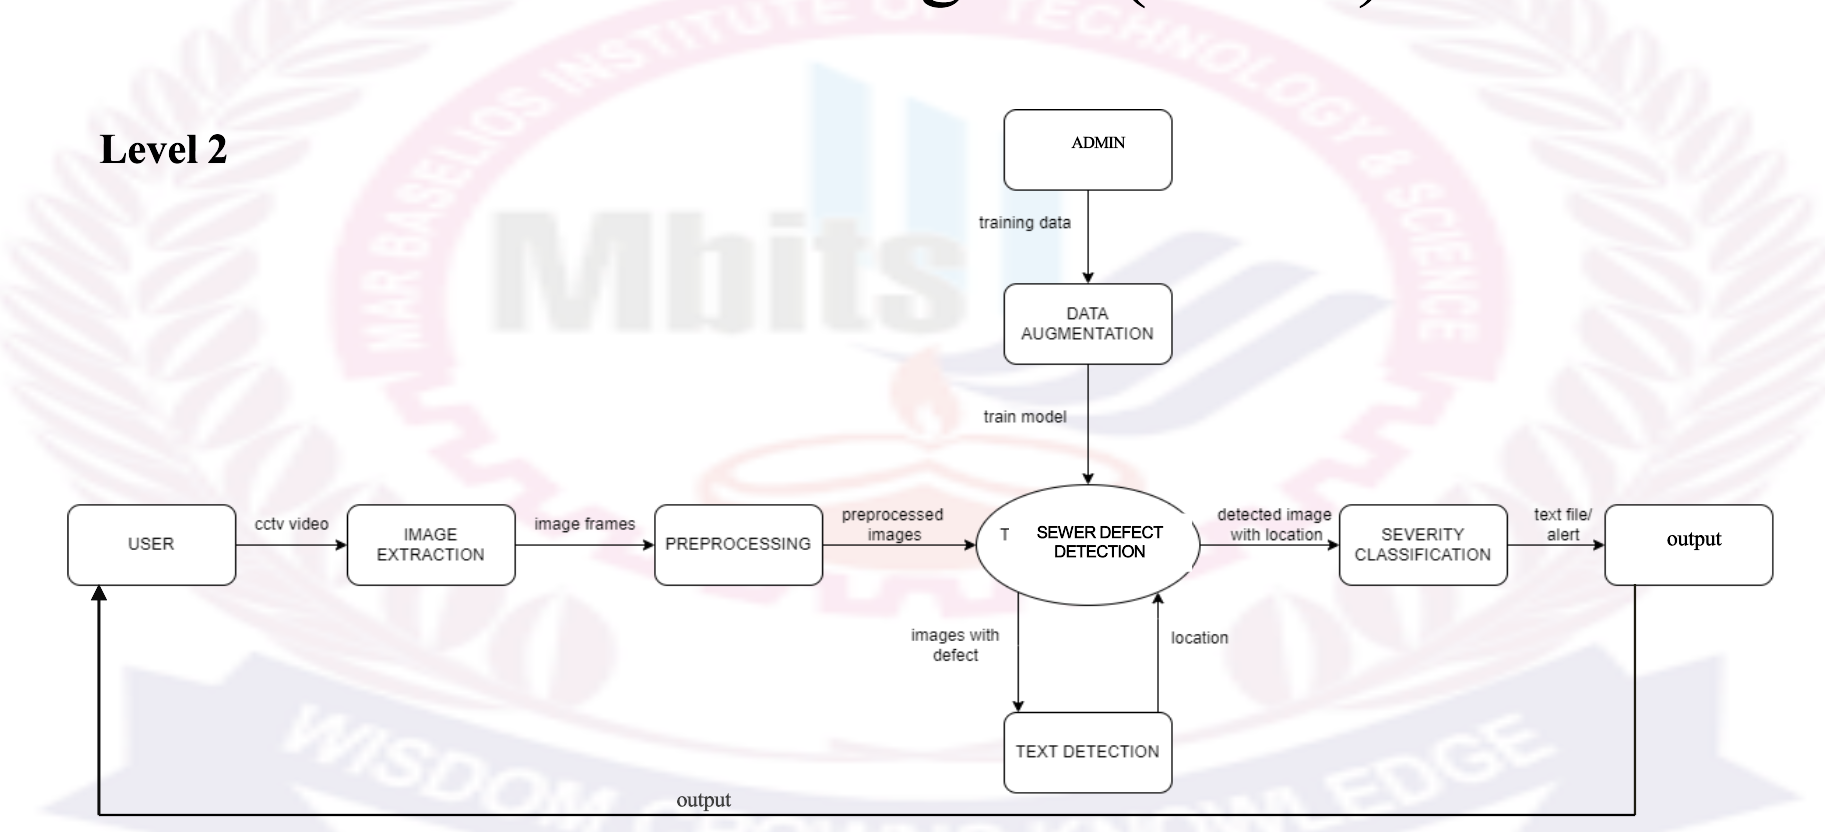 INSTITUTE OF TECHNOLOGY & SCIENCE
MAR BASELIOS
Level 2
Mbits
ADMIN
training data
DATA
AUGMENTATION
train model
USER
cctv video
IMAGE
EXTRACTION
image frames
PREPROCESSING
preprocessed
images
T
SEWER DEFECT
DETECTION
detected image
with location
SEVERITY
CLASSIFICATION
text file/
alert
output
images with
defect
location
TEXT DETECTION
output
WISDOM CROWNS KNOWLEDGE